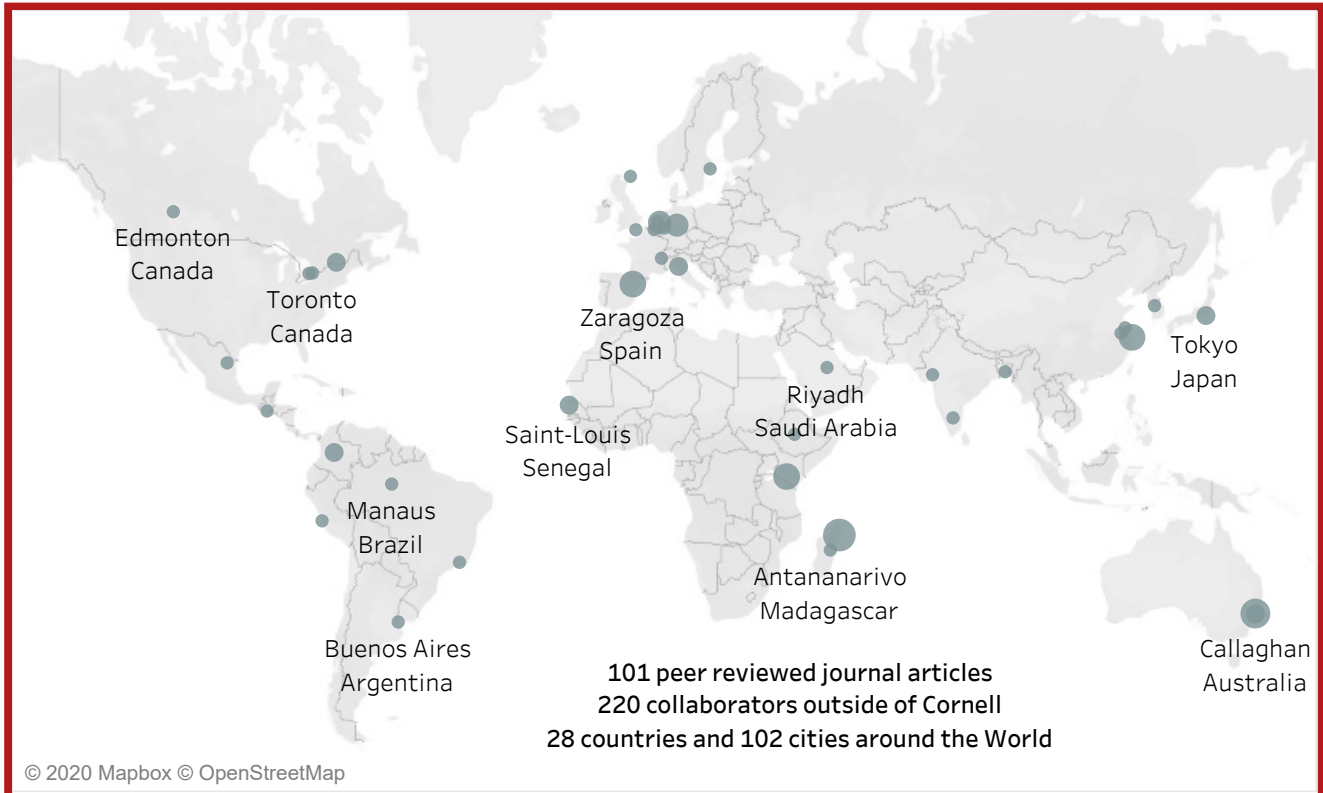 Edmonton
Canada
Toronto
Canada
Zaragoza
Spain
Tokyo
Japan
Riyadh
Saudi Arabia
Saint-Louis
Senegal
Manaus
Brazil
Antananarivo
Madagascar
Buenos Aires
Argentina
Callaghan
Australia
101 peer reviewed journal articles
220 collaborators outside of Cornell
28 countries and 102 cities around the World
© 2020 Mapbox © OpenStreetMap